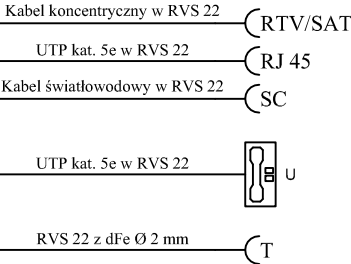 Kabel koncentryczny w RVS 22
RTV/SAT
UTP kat. 5e w RVS 22
RJ 45
Kabel światłowodowy w RVS 22
SC
UTP kat. 5e w RVS 22
U
RVS 22 z dFe Ø 2 mm
T